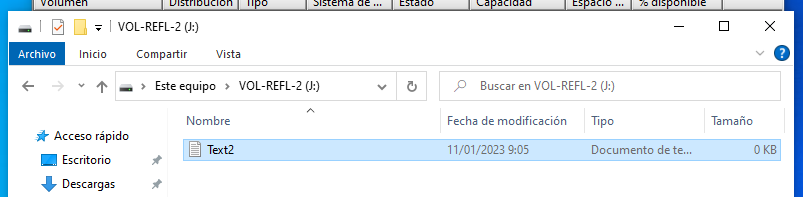 Volumen Distribución Tipo Sistema de ... Estado Capacidad Espacio ... % disponible
VOL-REFL-2 (J:)
Archivo Inicio Compartir Vista
Este equipo VOL-REFL-2 (J:) Buscar en VOL-REFL-2 (J:)
Nombre Fecha de modificación Tipo Tamaño
Acceso rápido
Text2 11/01/2023 9:05 Documento de te... 0 KB
Escritorio
Descargas